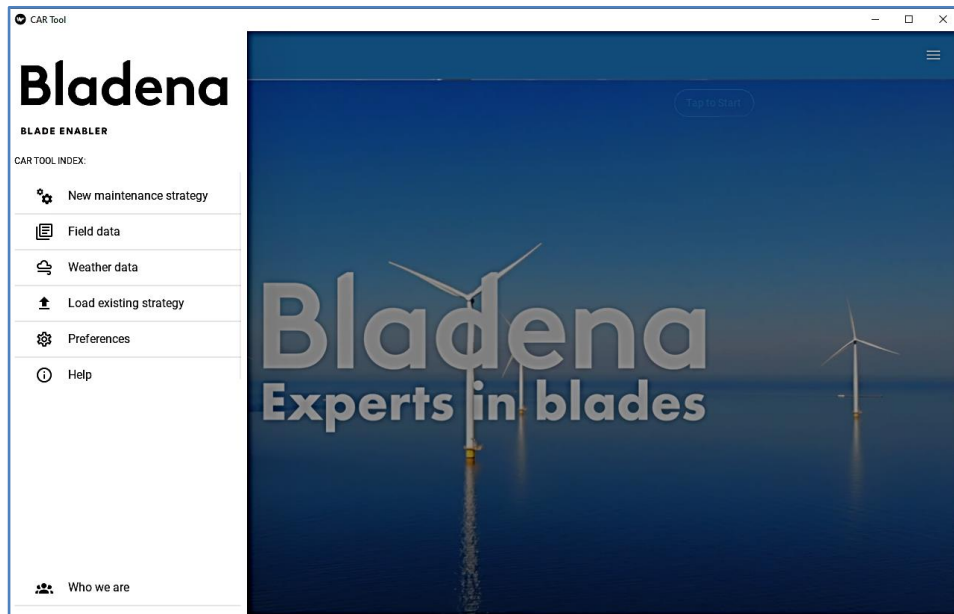 CAR Tool
Bladena
BLADE ENABLER
CAR TOOL INDEX:
New maintenance strategy
Field data
Weather data
Load existing strategy
Preferences
Help
Who we are
Tap to Start
Bladena
Experts in blades